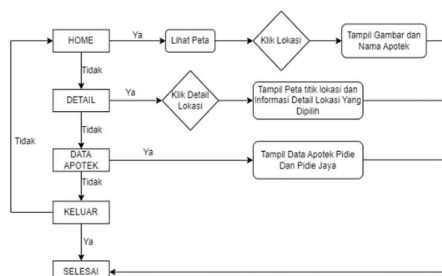 HOME
Ya
Lihat Peta
Klik Lokasi
Tampil Gambar dan
Nama Apotek
Tidak
DETAIL
Ya
Klik Detail
Lokasi
Tampil Peta titik lokasi dan
Informasi Detail Lokasi Yang
Dipilih
Tidak
Tidak
DATA
APOTEK
Ya
Tampil Data Apotek Pidie
Dan Pidie Jaya
Tidak
KELUAR
Ya
SELESAI